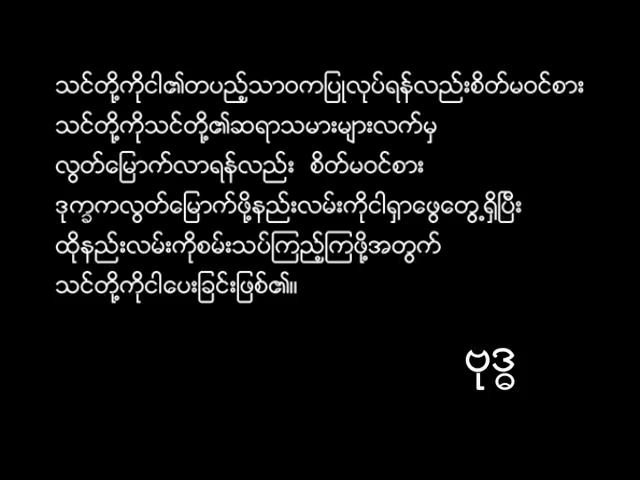 သင်တို့ကိုငါ၏တပည့်သာဝကပြုလုပ်ရန်လည်းစိတ်မဝင်စား
သင်တို့ကိုသင်တို့၏ဆရာသမားများလက်မှ
လွတ်မြောက်လာရန်လည်း စိတ်မဝင်စား
ဒုက္ခကလွတ်မြောက်ဖို့နည်းလမ်းကိုငါရှာဖွေတွေ့ရှိပြီး
ထိုနည်းလမ်းကိုစမ်းသပ်ကြည့်ကြဖို့အတွက်
သင်တို့ကိုငါပေးခြင်းဖြစ်၏။
ဗုဒ္ဓ